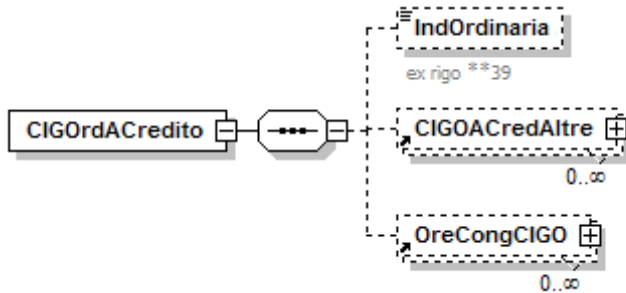 IndOrdinaria
ex rigo **39
CIGOrdACredito
CIGOACredAltre
0..∞
OreCongCIGO
0..∞